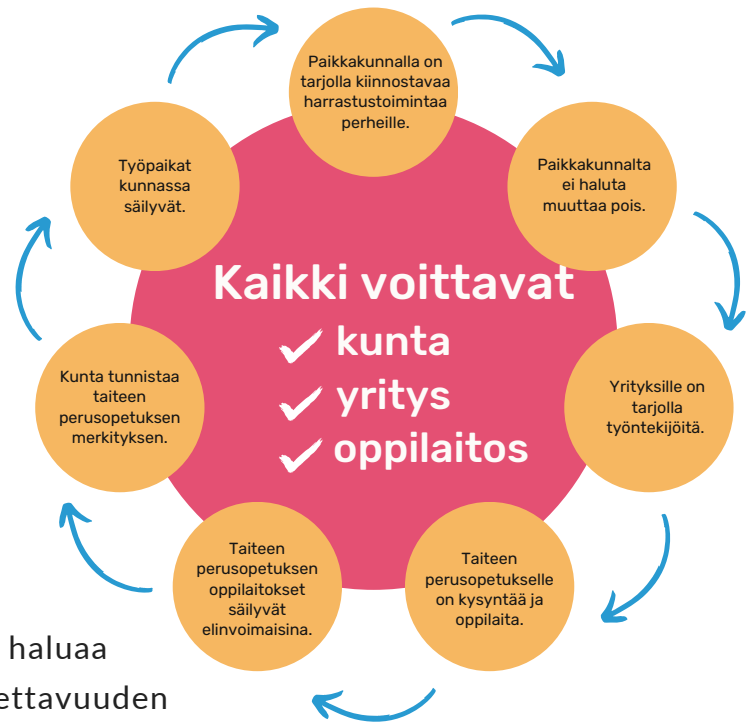 Paikkakunnalla on
tarjolla kiinnostavaa
harrastustoimintaa
perheille.
Paikkakunnalta
ei haluta
muuttaa pois.
Yrityksille on
tarjolla
työntekijöitä.
Taiteen
perusopetukselle
on kysyntää ja
oppilaita.
Taiteen
perusopetuksen
oppilaitokset
säilyvät
elinvoimaisina.
Kunta tunnistaa
taiteen
perusopetuksen
merkityksen.
Työpaikat
kunnassa
säilyvät.
Kaikki voittavat
kunta
yritys
oppilaitos
haluaa
ettavuuden